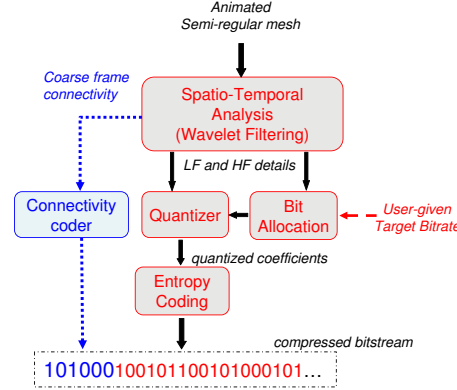 Animated
Semi-regular mesh
Coarse frame
connectivity
Spatio-Temporal
Analysis
(Wavelet Filtering)
LF and HF details
Connectivity
coder
Quantizer
Bit
Allocation
User-given
Target Bitrate
quantized coefficients
Entropy
Coding
compressed bitstream
101000100101100101000101...